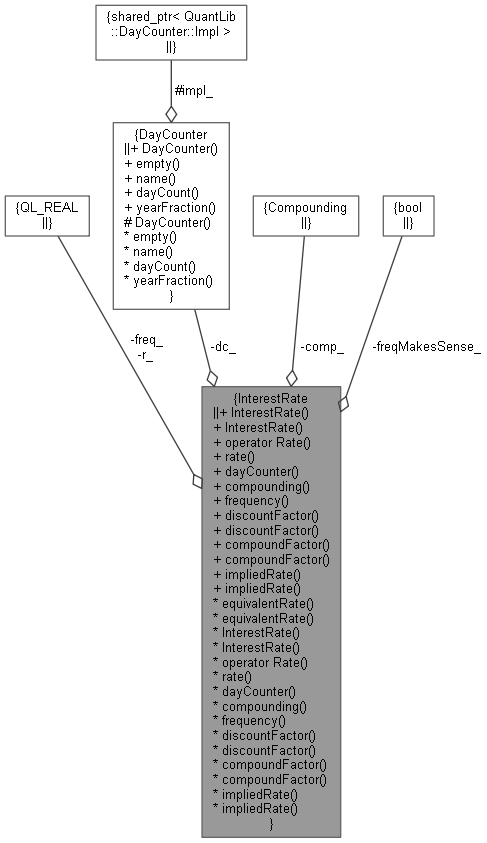 {shared_ptr< QuantLib
::DayCounter::Impl >
||}
#impl_
{DayCounter
||+ DayCounter()
+ empty()
+ name()
+ dayCount()
+ yearFraction()
# DayCounter()
* empty()
* name()
* dayCount()
* yearFraction()
}
{QL_REAL
||}
{Compounding
||}
{bool
||}
-freq_
-r_
-dc_
-comp_
-freqMakesSense_
{InterestRate
||+ InterestRate()
+ InterestRate()
+ operator Rate()
+ rate()
+ dayCounter()
+ compounding()
+ frequency()
+ discountFactor()
+ discountFactor()
+ compoundFactor()
+ compoundFactor()
+ impliedRate()
+ impliedRate()
* equivalentRate()
* equivalentRate()
* InterestRate()
* InterestRate()
* operator Rate()
* rate()
* dayCounter()
* compounding()
* frequency()
* discountFactor()
* discountFactor()
* compoundFactor()
* compoundFactor()
* impliedRate()
* impliedRate()
}